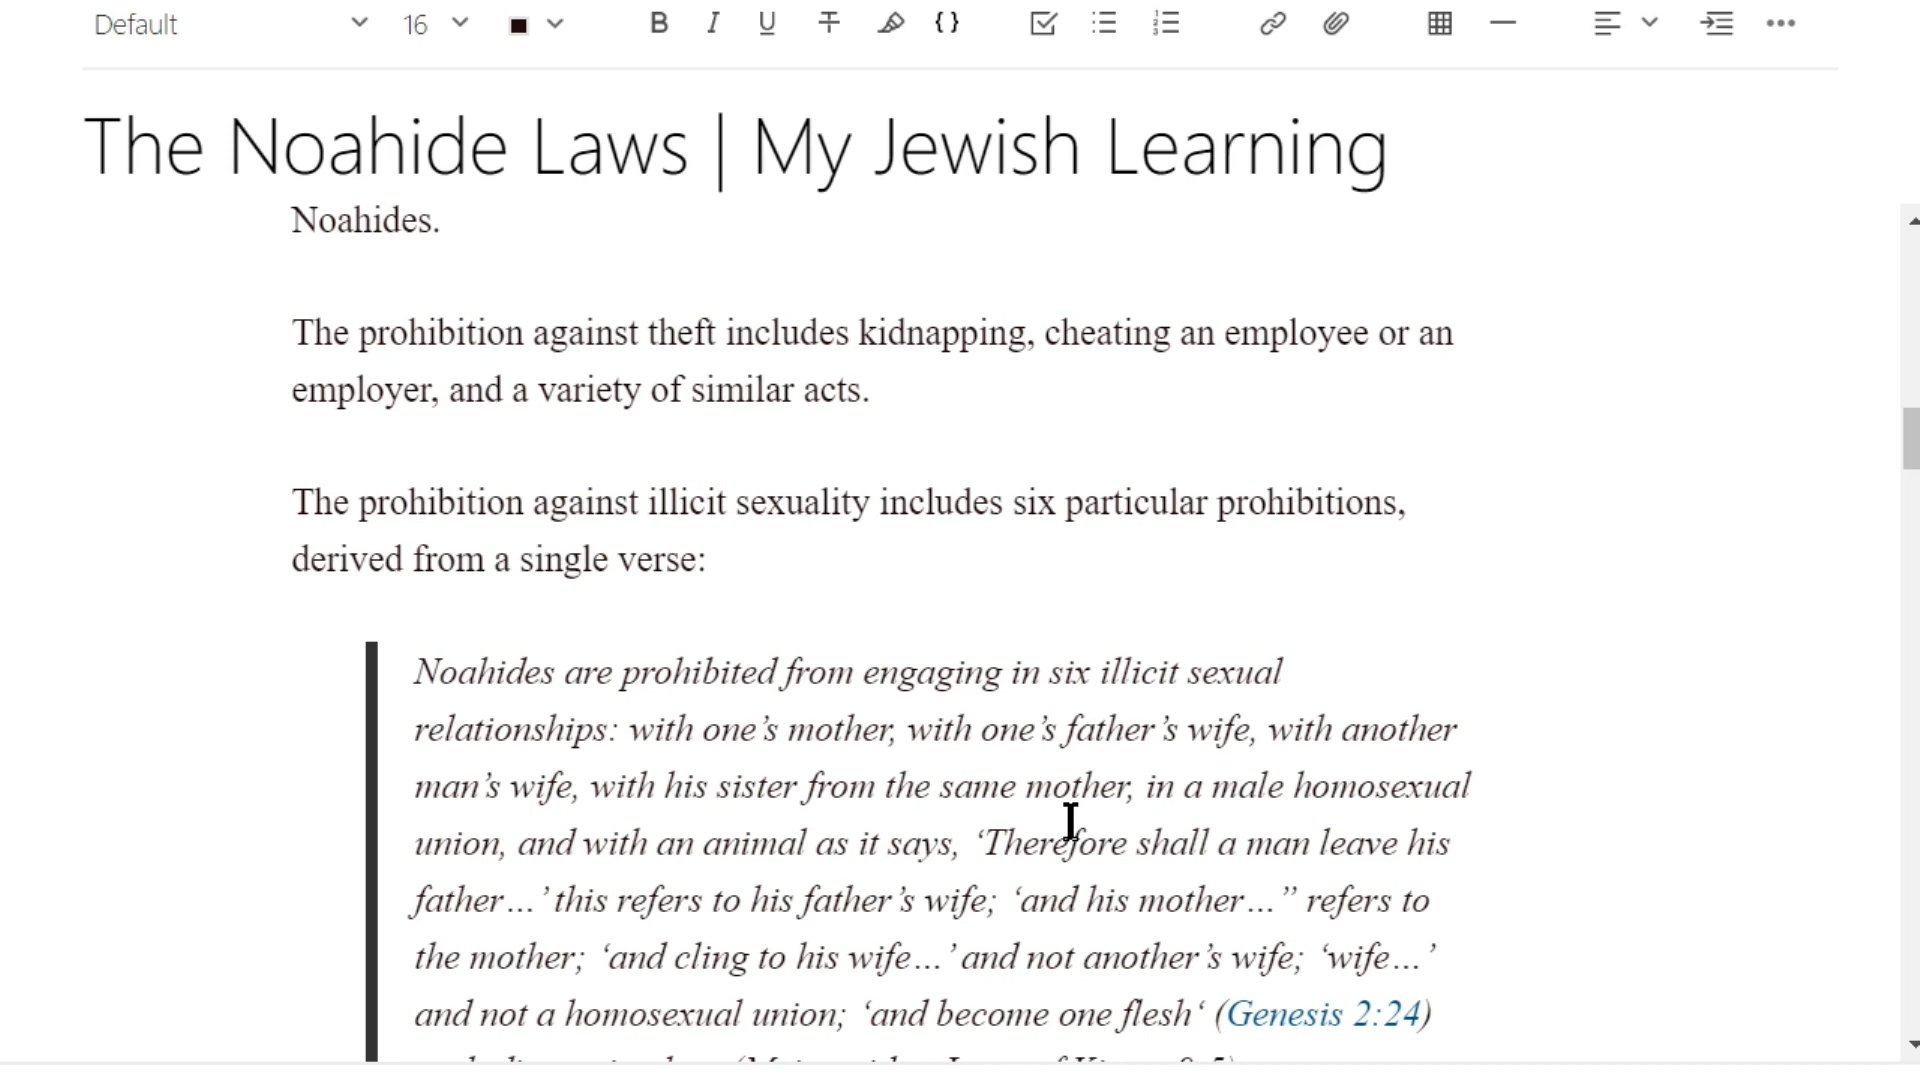 Default 16 B I U T {}
The Noahide Laws | My Jewish Learning
Noahides.
The prohibition against theft includes kidnapping, cheating an employee or an
employer, and a variety of similar acts.
The prohibition against illicit sexuality includes six particular prohibitions,
derived from a single verse:
Noahides are prohibited from engaging in six illicit sexual
relationships: with one’s mother, with one’s father’s wife, with another
man’s wife, with his sister from the same mother, in a male homosexual
union, and with an animal as it says, ‘Therefore shall a man leave his
father…’ this refers to his father’s wife; ‘and his mother…” refers to
the mother; ‘and cling to his wife…’ and not another’s wife; ‘wife…’
and not a homosexual union; ‘and become one flesh‘ (Genesis 2:24)